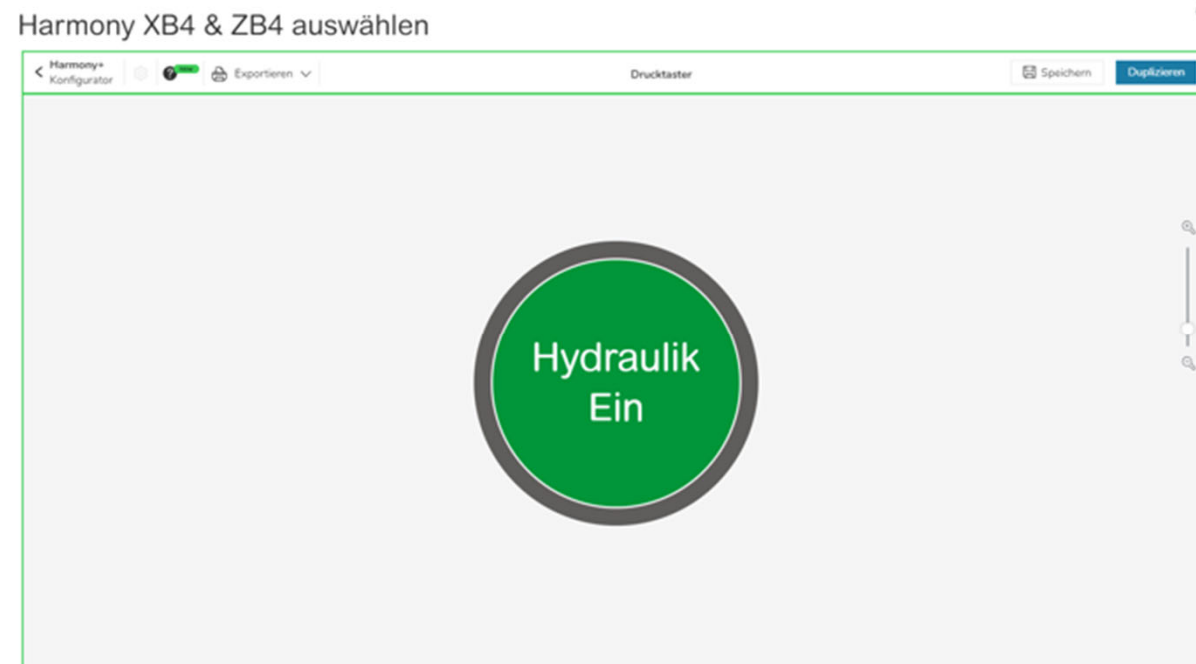 Harmony XB4 & ZB4 auswählen
Harmony+
Konfigurator
Exportieren
Drucktaster
Speichern
Duplizieren
Hydraulik
Ein